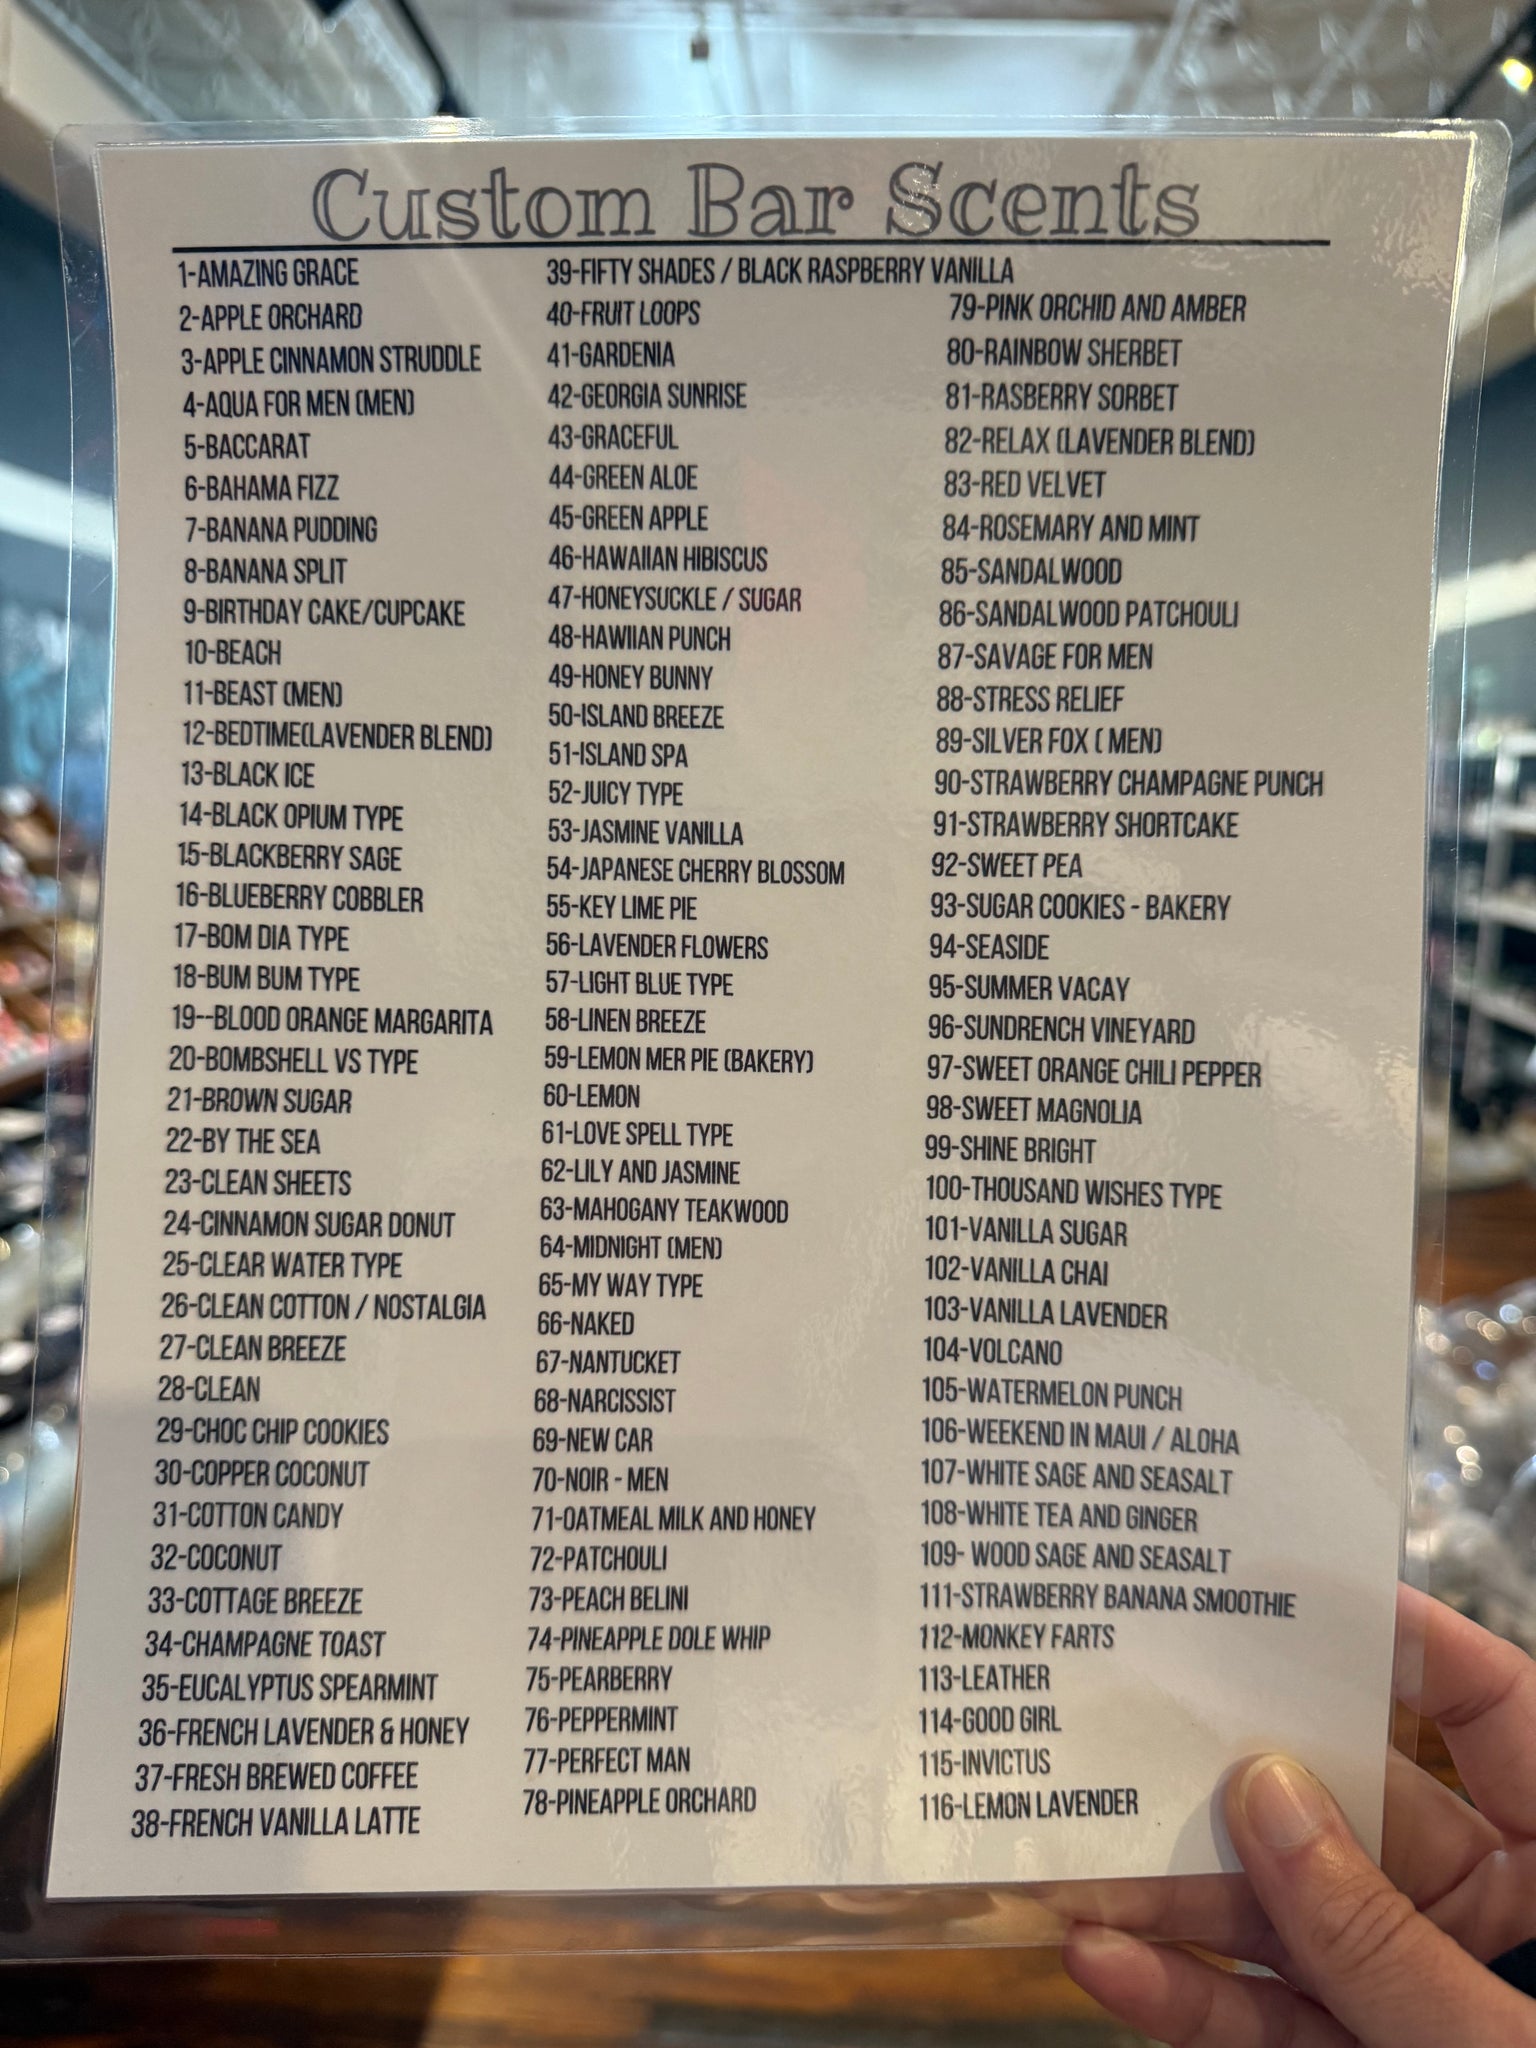 Custom Bar Scents
1-AMAZING GRACE
2-APPLE ORCHARD
3-APPLE CINNAMON STRUDDLE
4-AQUA FOR MEN (MEN)
5-BACCARAT
6-BAHAMA FIZZ
7-BANANA PUDDING
8-BANANA SPLIT
9-BIRTHDAY CAKE/CUPCAKE
10-BEACH
11-BEAST (MEN)
12-BEDTIME(LAVENDER BLEND)
13-BLACK ICE
14-BLACK OPIUM TYPE
15-BLACKBERRY SAGE
16-BLUEBERRY COBBLER
17-BOM DIA TYPE
18-BUM BUM TYPE
19--BLOOD ORANGE MARGARITA
20-BOMBSHELL VS TYPE
21-BROWN SUGAR
22-BY THE SEA
23-CLEAN SHEETS
24-CINNAMON SUGAR DONUT
25-CLEAR WATER TYPE
26-CLEAN COTTON / NOSTALGIA
27-CLEAN BREEZE
28-CLEAN
29-CHOC CHIP COOKIES
30-COPPER COCONUT
31-COTTON CANDY
32-COCONUT
33-COTTAGE BREEZE
34-CHAMPAGNE TOAST
35-EUCALYPTUS SPEARMINT
36-FRENCH LAVENDER & HONEY
37-FRESH BREWED COFFEE
38-FRENCH VANILLA LATTE
39-FIFTY SHADES / BLACK RASPBERRY VANILLA
40-FRUIT LOOPS
41-GARDENIA
42-GEORGIA SUNRISE
43-GRACEFUL
44-GREEN ALOE
45-GREEN APPLE
46-HAWAIIAN HIBISCUS
47-HONEYSUCKLE / SUGAR
48-HAWIIAN PUNCH
49-HONEY BUNNY
50-ISLAND BREEZE
51-ISLAND SPA
52-JUICY TYPE
53-JASMINE VANILLA
54-JAPANESE CHERRY BLOSSOM
55-KEY LIME PIE
56-LAVENDER FLOWERS
57-LIGHT BLUE TYPE
58-LINEN BREEZE
59-LEMON MER PIE (BAKERY)
60-LEMON
61-LOVE SPELL TYPE
62-LILY AND JASMINE
63-MAHOGANY TEAKWOOD
64-MIDNIGHT (MEN)
65-MY WAY TYPE
66-NAKED
67-NANTUCKET
68-NARCISSIST
69-NEW CAR
70-NOIR - MEN
71-OATMEAL MILK AND HONEY
72-PATCHOULI
73-PEACH BELINI
74-PINEAPPLE DOLE WHIP
75-PEARBERRY
76-PEPPERMINT
77-PERFECT MAN
78-PINEAPPLE ORCHARD
79-PINK ORCHID AND AMBER
80-RAINBOW SHERBET
81-RASBERRY SORBET
82-RELAX (LAVENDER BLEND)
83-RED VELVET
84-ROSEMARY AND MINT
85-SANDALWOOD
86-SANDALWOOD PATCHOULI
87-SAVAGE FOR MEN
88-STRESS RELIEF
89-SILVER FOX ( MEN)
90-STRAWBERRY CHAMPAGNE PUNCH
91-STRAWBERRY SHORTCAKE
92-SWEET PEA
93-SUGAR COOKIES - BAKERY
94-SEASIDE
95-SUMMER VACAY
96-SUNDRENCH VINEYARD
97-SWEET ORANGE CHILI PEPPER
98-SWEET MAGNOLIA
99-SHINE BRIGHT
100-THOUSAND WISHES TYPE
101-VANILLA SUGAR
102-VANILLA CHAI
103-VANILLA LAVENDER
104-VOLCANO
105-WATERMELON PUNCH
106-WEEKEND IN MAUI / ALOHA
107-WHITE SAGE AND SEASALT
108-WHITE TEA AND GINGER
109- WOOD SAGE AND SEASALT
111-STRAWBERRY BANANA SMOOTHIE
112-MONKEY FARTS
113-LEATHER
114-GOOD GIRL
115-INVICTUS
116-LEMON LAVENDER